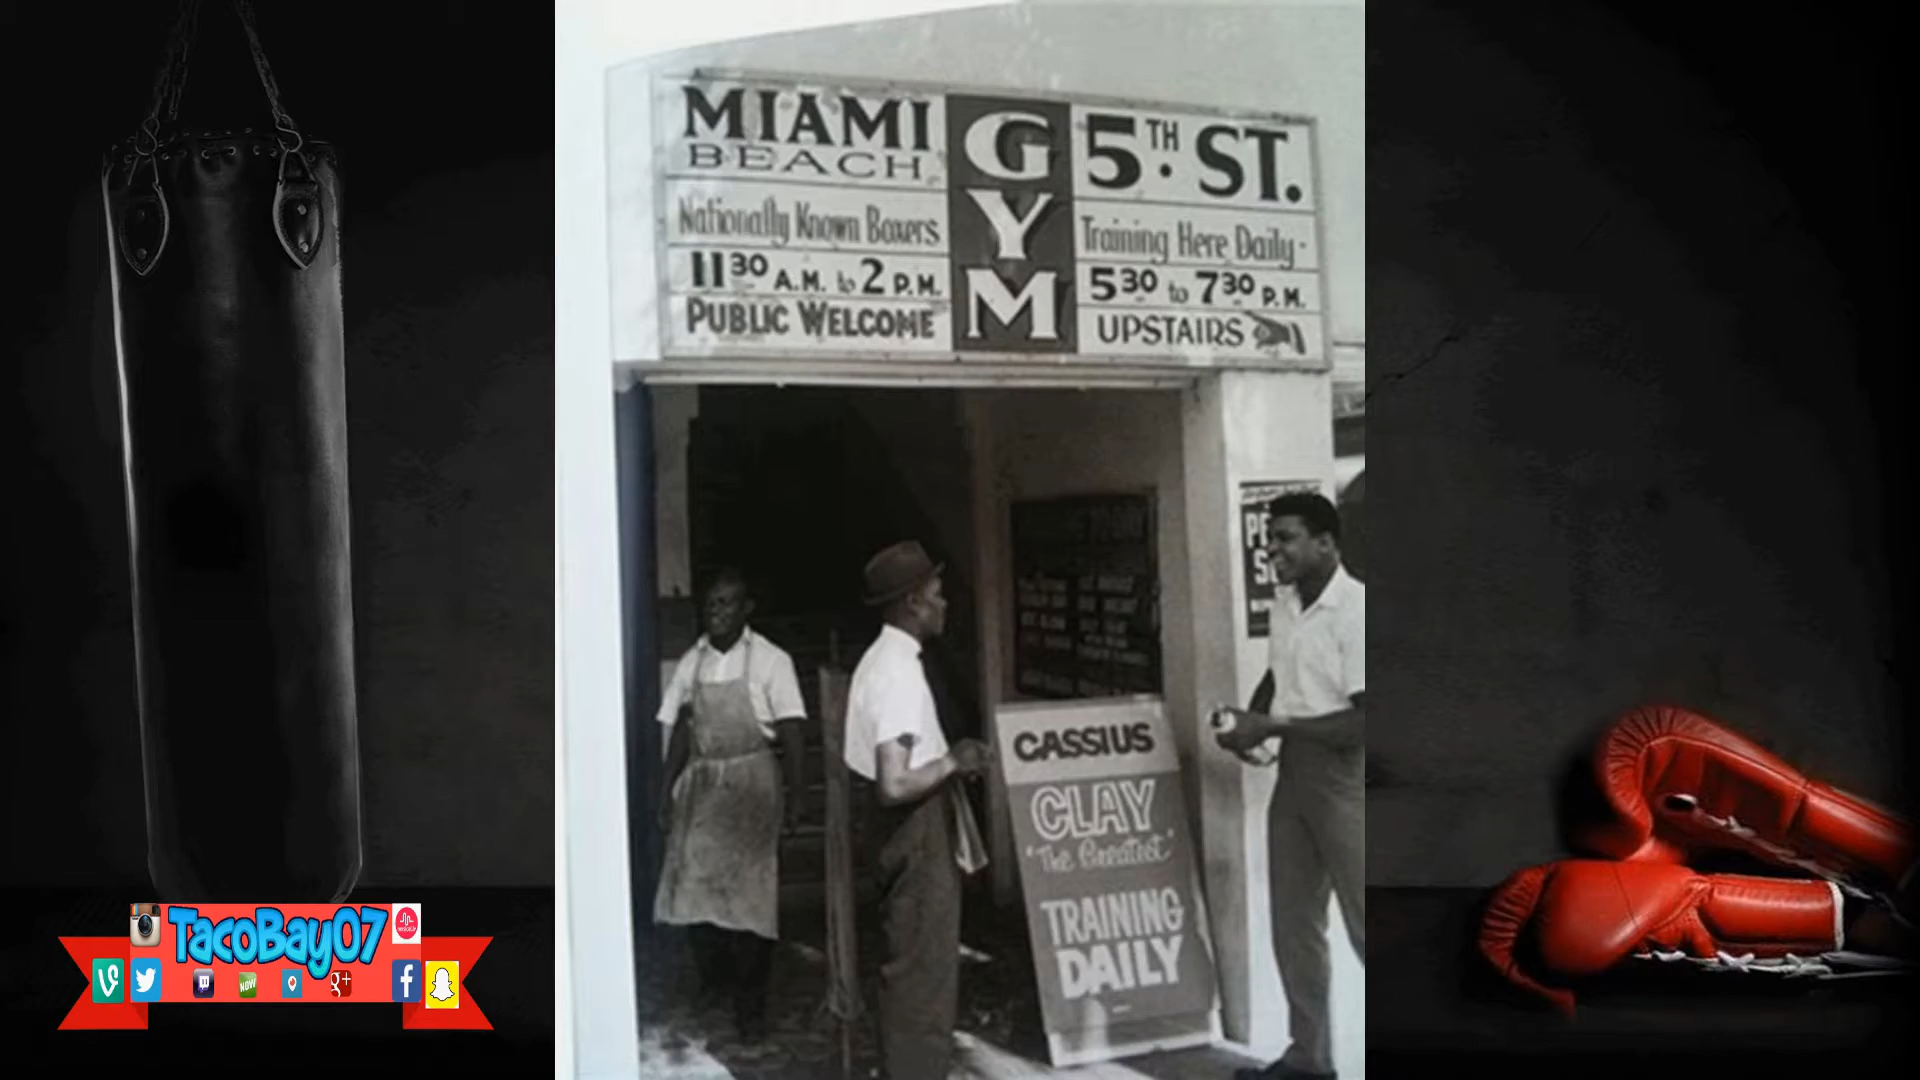 MIAMI
BEACH
Nationally Known Boxers
11 30 A.M. to 2 P.M.
PUBLIC WELCOME
GYM
5TH. ST.
Training Here Daily-
5 30 to 7 30 P.M.
UPSTAIRS
CASSIUS
CLAY
"The Greatest"
TRAINING
DAILY
TacoBay07
NOW
g+